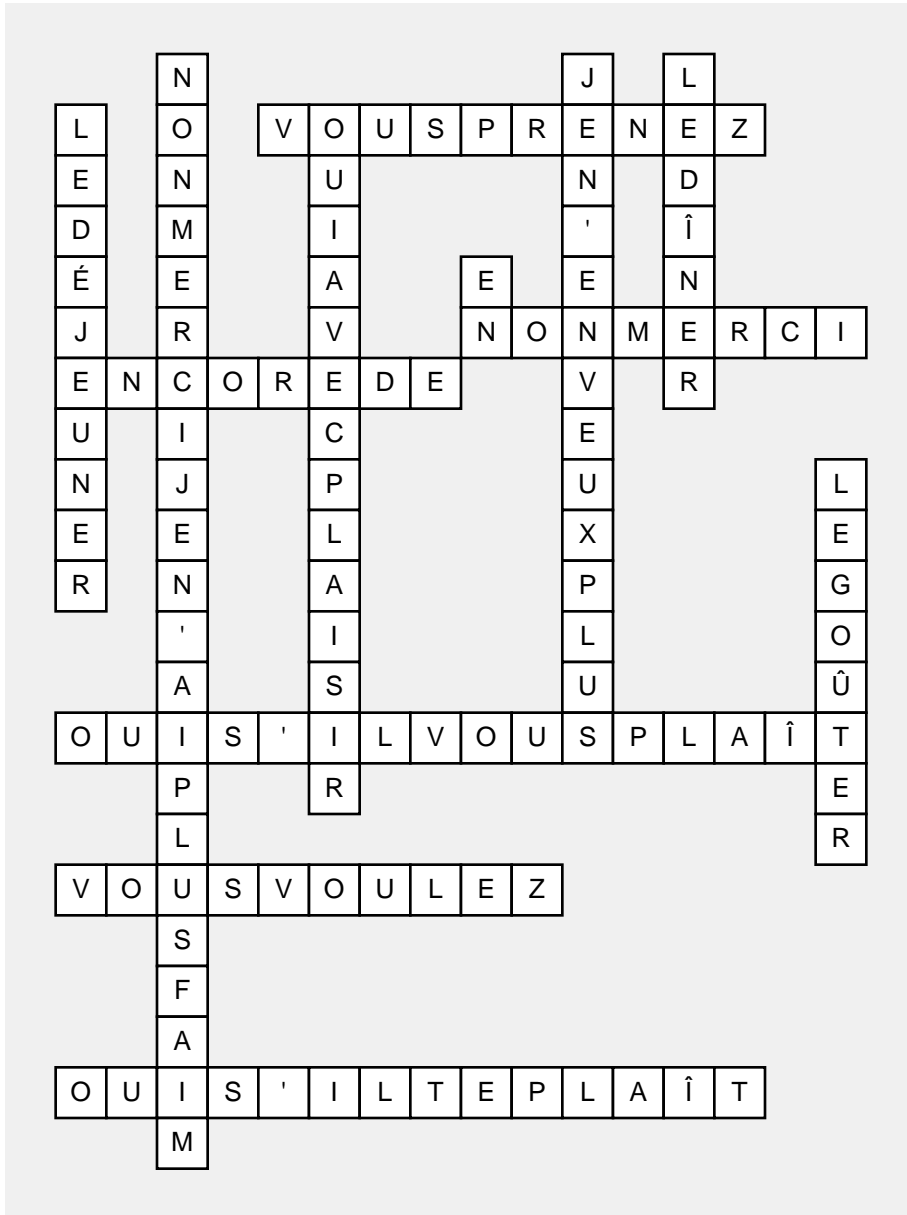 NONMERCIJEN'AIPLUSFAIM
JEN'ENVEUXPLUS
LEDÎNER
LEDÉJEUNER
VOUSPRENEZ
OUIAVECPLAISIR
EN
NONMERCI
ENCOREDE
LEGOÛTER
OUIS'ILVOUSPLAÎT
VOUSVOULEZ
OUIS'ILTEPLAÎT